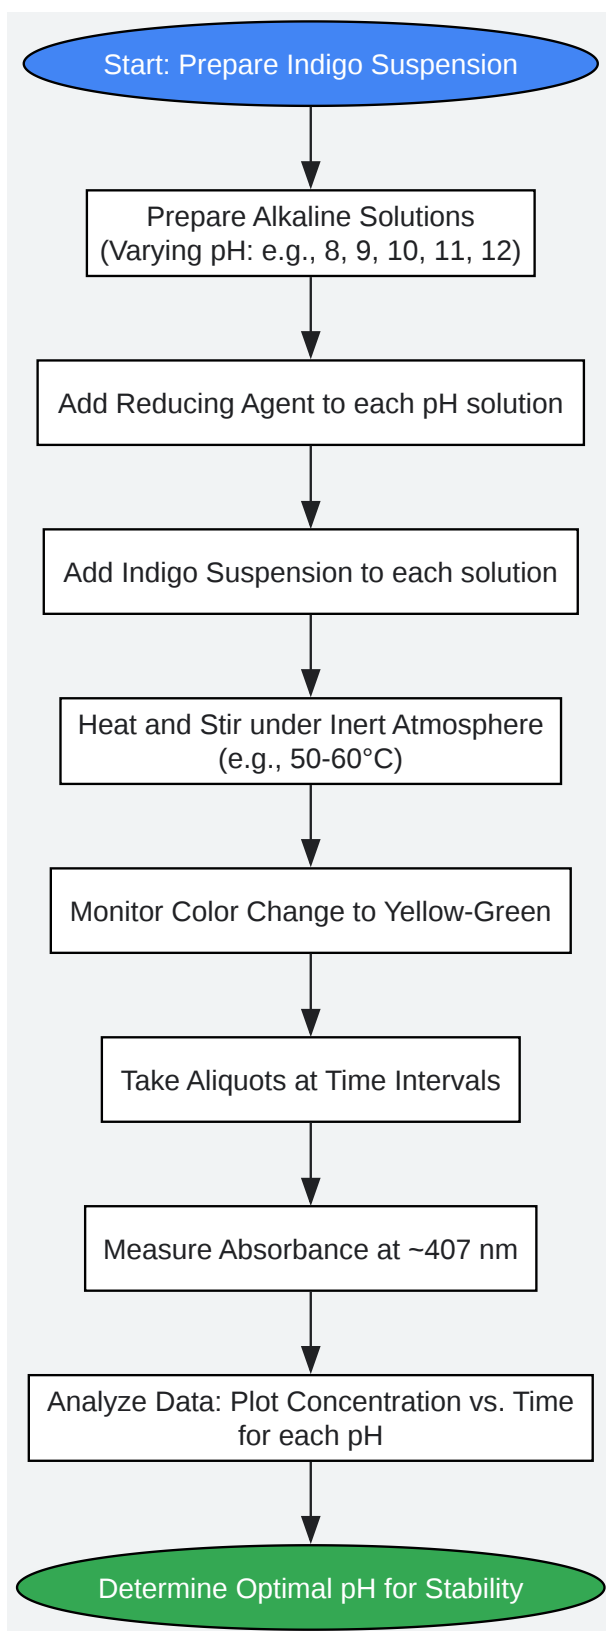 Start: Prepare Indigo Suspension
Prepare Alkaline Solutions
(Varying pH: e.g., 8, 9, 10, 11, 12)
Add Reducing Agent to each pH solution
Add Indigo Suspension to each solution
Heat and Stir under Inert Atmosphere
(e.g., 50-60°C)
Monitor Color Change to Yellow-Green
Take Aliquots at Time Intervals
Measure Absorbance at ~407 nm
Analyze Data: Plot Concentration vs. Time
for each pH
Determine Optimal pH for Stability